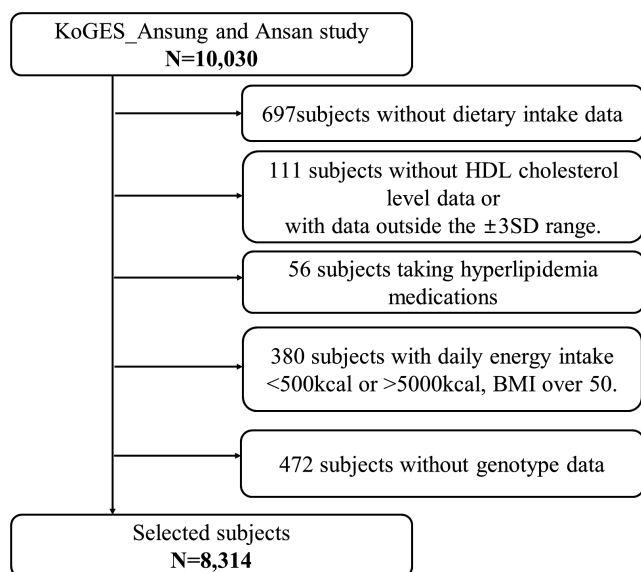 KoGES_Ansung and Ansan study
N=10,030
697subjects without dietary intake data
111 subjects without HDL cholesterol
level data or
with data outside the ±3SD range.
56 subjects taking hyperlipidemia
medications
380 subjects with daily energy intake
<500kcal or >5000kcal, BMI over 50.
472 subjects without genotype data
Selected subjects
N=8,314